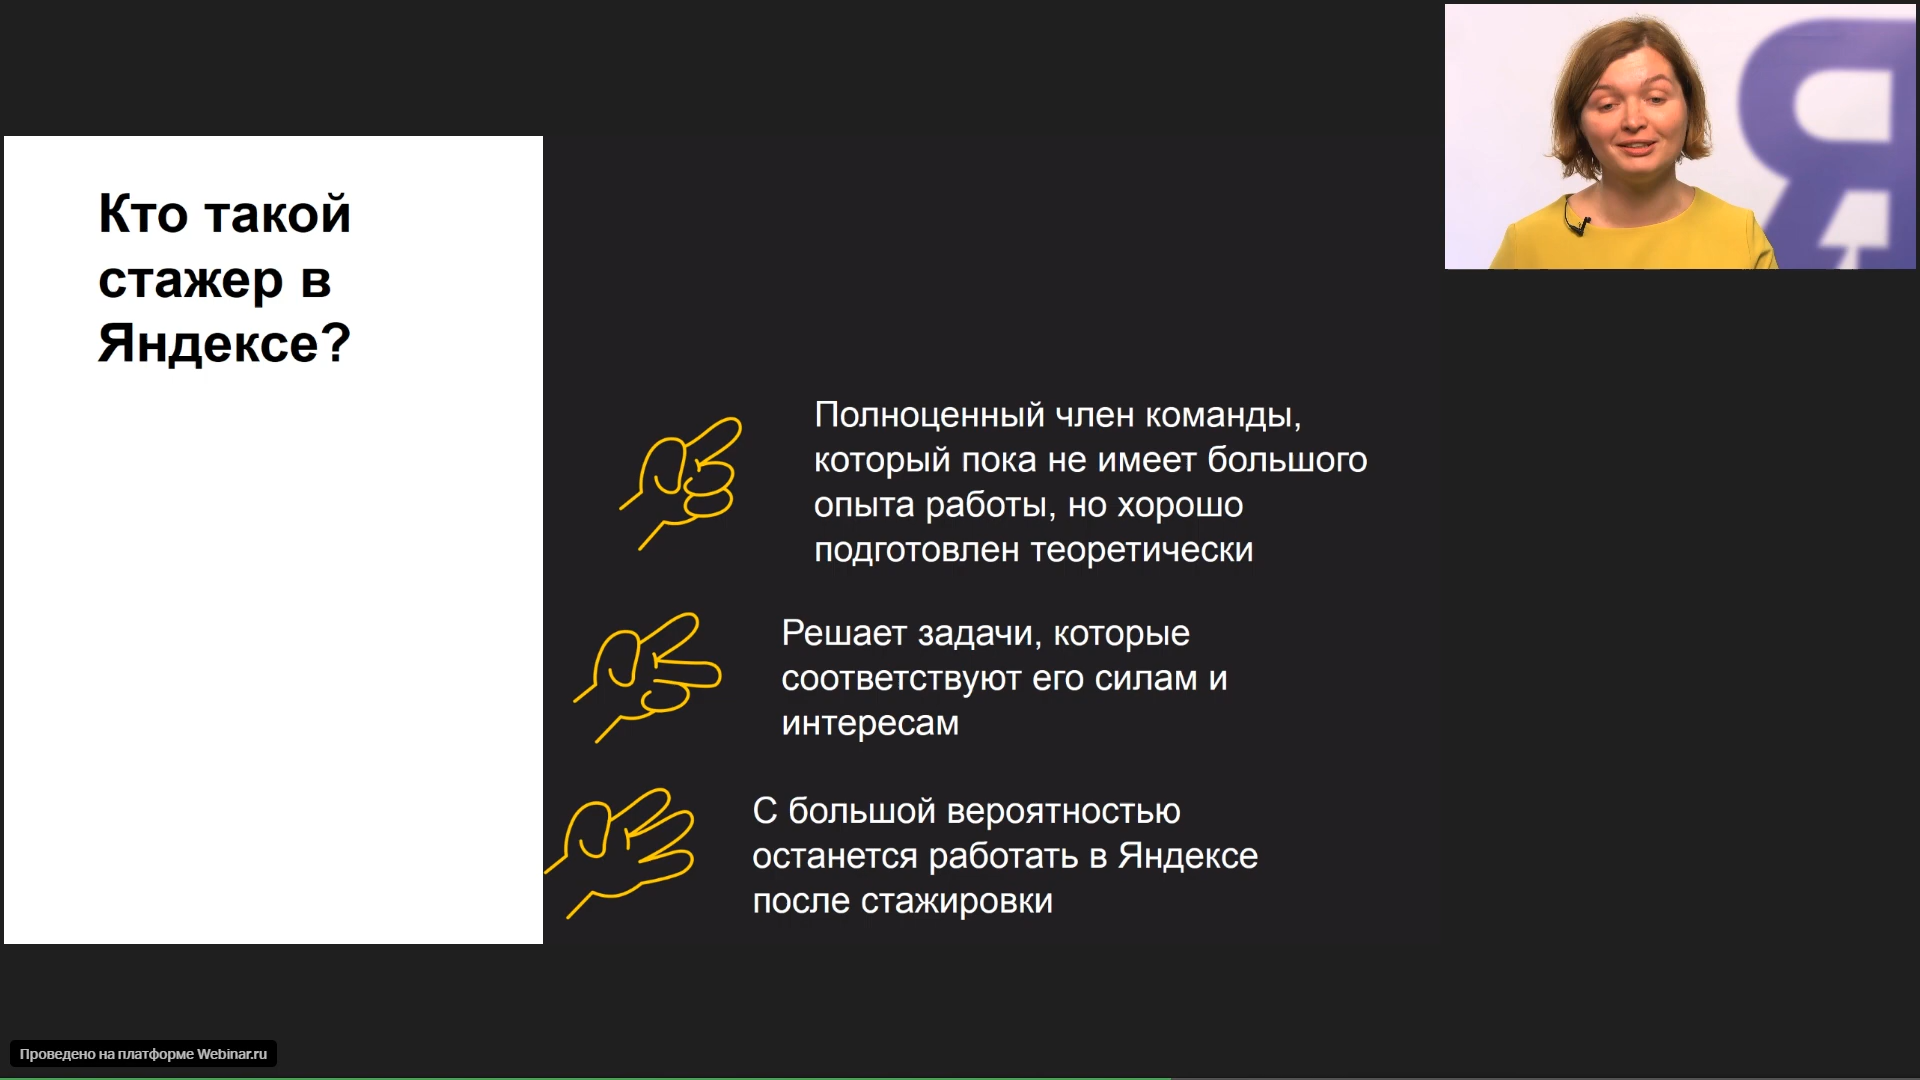 Кто такой
стажер в
Яндексе?
Полноценный член команды,
который пока не имеет большого
опыта работы, но хорошо
подготовлен теоретически
Решает задачи, которые
соответствуют его силам и
интересам
С большой вероятностью
останется работать в Яндексе
после стажировки
Я
Проведено на платформе Webinar.ru